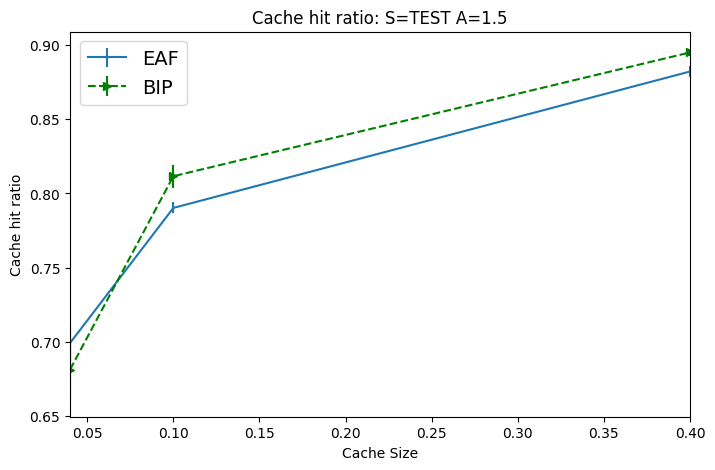 Cache hit ratio: S=TEST A=1.5
EAF
BIP
0.90
0.85
0.80
0.75
0.70
0.65
Cache hit ratio
0.05 0.10 0.15 0.20 0.25 0.30 0.35 0.40
Cache Size